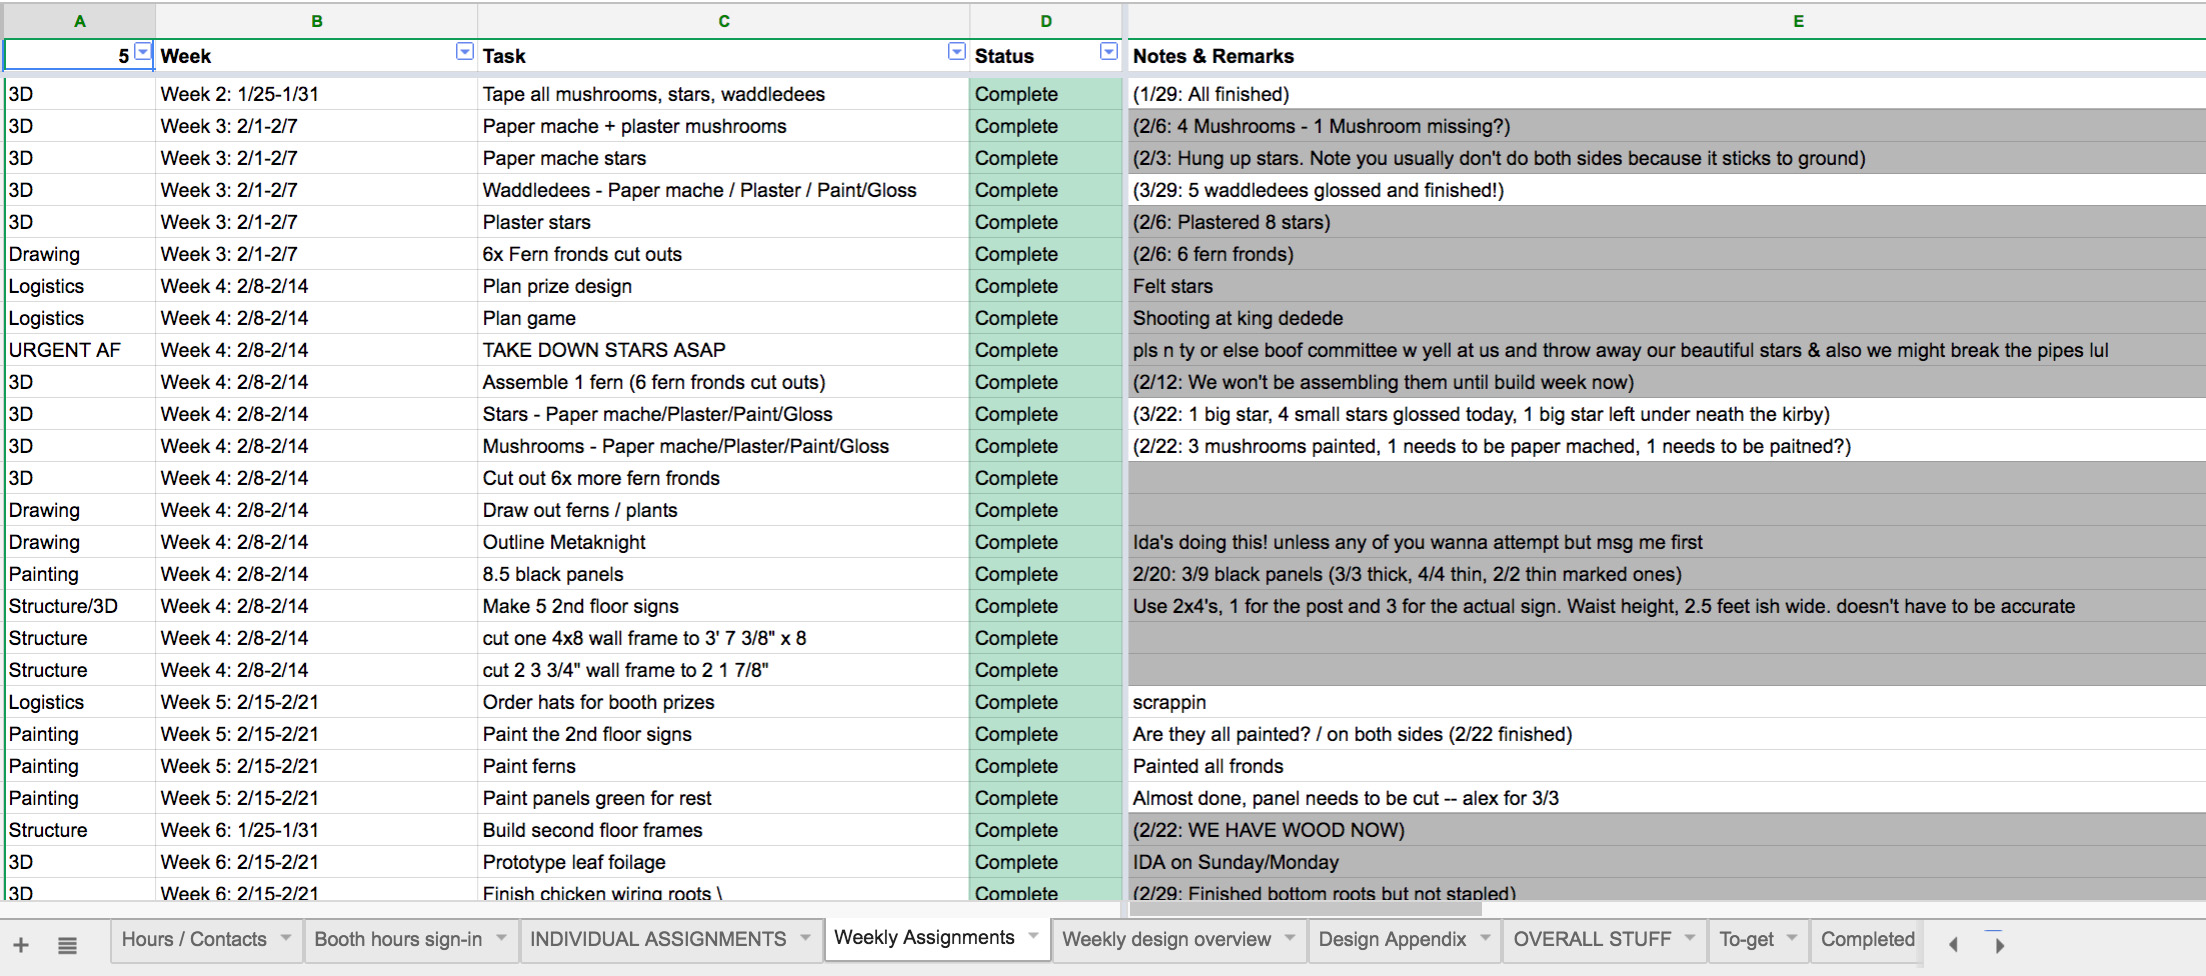 A B C D E
5 Week Task Status Notes & Remarks
3D Week 2: 1/25-1/31 Tape all mushrooms, stars, waddledees Complete (1/29: All finished)
3D Week 3: 2/1-2/7 Paper mache + plaster mushrooms Complete (2/6: 4 Mushrooms - 1 Mushroom missing?)
3D Week 3: 2/1-2/7 Paper mache stars Complete (2/3: Hung up stars. Note you usually don't do both sides because it sticks to ground)
3D Week 3: 2/1-2/7 Waddledees - Paper mache / Plaster / Paint/Gloss Complete (3/29: 5 waddledees glossed and finished!)
3D Week 3: 2/1-2/7 Plaster stars Complete (2/6: Plastered 8 stars)
Drawing Week 3: 2/1-2/7 6x Fern fronds cut outs Complete (2/6: 6 fern fronds)
Logistics Week 4: 2/8-2/14 Plan prize design Complete Felt stars
Logistics Week 4: 2/8-2/14 Plan game Complete Shooting at king dedede
URGENT AF Week 4: 2/8-2/14 TAKE DOWN STARS ASAP Complete pls n ty or else boof committee w yell at us and throw away our beautiful stars & also we might break the pipes lul
3D Week 4: 2/8-2/14 Assemble 1 fern (6 fern fronds cut outs) Complete (2/12: We won't be assembling them until build week now)
3D Week 4: 2/8-2/14 Stars - Paper mache/Plaster/Paint/Gloss Complete (3/22: 1 big star, 4 small stars glossed today, 1 big star left under neath the kirby)
3D Week 4: 2/8-2/14 Mushrooms - Paper mache/Plaster/Paint/Gloss Complete (2/22: 3 mushrooms painted, 1 needs to be paper mached, 1 needs to be paitned?)
3D Week 4: 2/8-2/14 Cut out 6x more fern fronds Complete
Drawing Week 4: 2/8-2/14 Draw out ferns / plants Complete
Drawing Week 4: 2/8-2/14 Outline Metaknight Complete Ida's doing this! unless any of you wanna attempt but msg me first
Painting Week 4: 2/8-2/14 8.5 black panels Complete 2/20: 3/9 black panels (3/3 thick, 4/4 thin, 2/2 thin marked ones)
Structure/3D Week 4: 2/8-2/14 Make 5 2nd floor signs Complete Use 2x4's, 1 for the post and 3 for the actual sign. Waist height, 2.5 feet ish wide. doesn't have to be accurate
Structure Week 4: 2/8-2/14 cut one 4x8 wall frame to 3' 7 3/8" x 8 Complete
Structure Week 4: 2/8-2/14 cut 2 3 3/4" wall frame to 2 1 7/8" Complete
Logistics Week 5: 2/15-2/21 Order hats for booth prizes Complete scrappin
Painting Week 5: 2/15-2/21 Paint the 2nd floor signs Complete Are they all painted? / on both sides (2/22 finished)
Painting Week 5: 2/15-2/21 Paint ferns Complete Painted all fronds
Painting Week 5: 2/15-2/21 Paint panels green for rest Complete Almost done, panel needs to be cut -- alex for 3/3
Structure Week 6: 1/25-1/31 Build second floor frames Complete (2/22: WE HAVE WOOD NOW)
3D Week 6: 2/15-2/21 Prototype leaf foilage Complete IDA on Sunday/Monday
3D Week 6: 2/15-2/21 Finish chicken wiring roots \ Complete (2/29: Finished bottom roots but not stapled)
+ Hours / Contacts Booth hours sign-in INDIVIDUAL ASSIGNMENTS Weekly Assignments Weekly design overview Design Appendix OVERALL STUFF To-get Completed